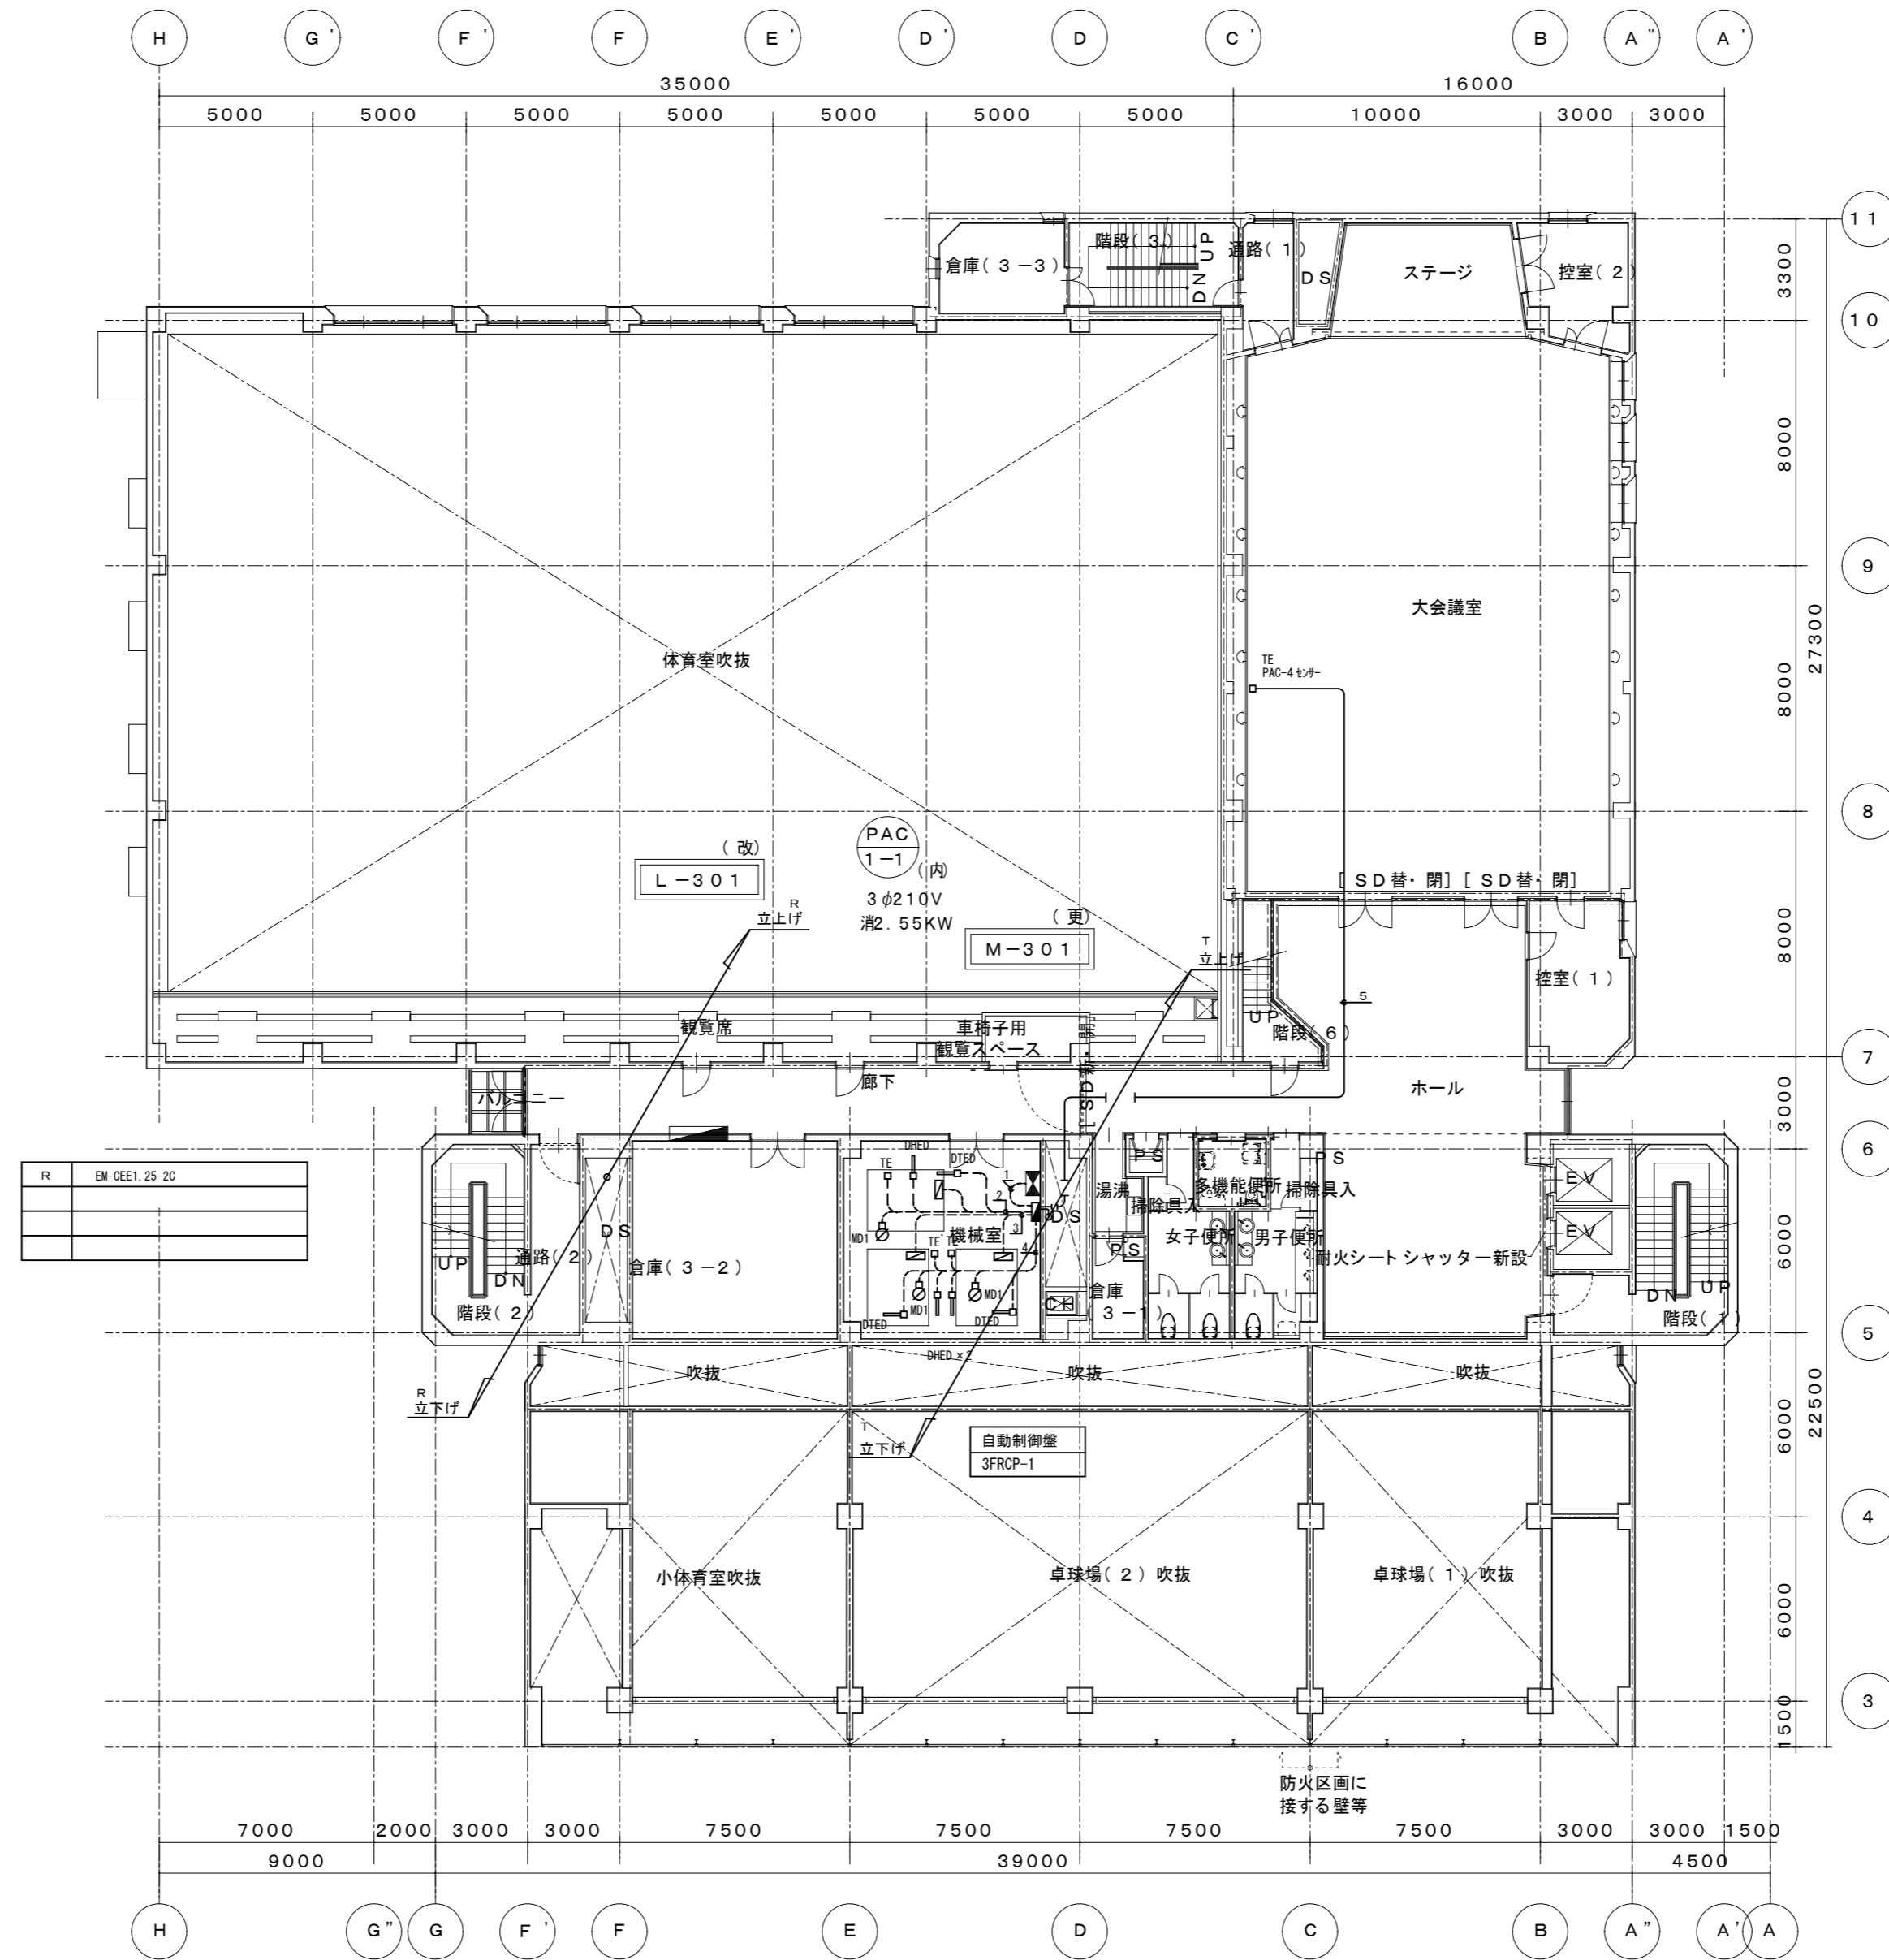 H
G'
F'
F
E'
D'
D
C'
B
A"
A'
35000
16000
5000
5000
5000
5000
5000
5000
5000
10000
3000
3000
11
倉庫(3-3)
階段(3)
UP
DN
通路(1)
DS
ステージ
控室(2)
3300
10
8000
9
大会議室
27300
体育室吹抜
TE
PAC-4 センサー
8000
8
(改)
L-301
PAC
1-1
(内)
3φ210V
消2.55KW
(更)
M-301
[SD替・閉]
[SD替・閉]
R
立上げ
T
立上げ
控室(1)
8000
5
UP
階段(6)
観覧席
車椅子用
観覧スペース
7
廊下
[SD新・閉]
ホール
バルコニー
3000
6
R EM-CEE1.25-2C
DHED
DTED
TE
1
2
3
4
PS
PS
EV
湯沸
多機能便所
掃除具入
掃除具入
DS
DS
機械室
MD1
TE
TE
PS
女子便所
男子便所
EV
耐火シートシャッター新設
6000
UP
DN
通路(2)
倉庫(3-2)
階段(2)
MD1
MD1
DTED
DTED
倉庫
(3-1)
DN
UP
階段(1)
5
DHED×2
吹抜
吹抜
吹抜
R
立下げ
T
立下げ
自動制御盤
3FRCP-1
6000
22500
4
小体育室吹抜
卓球場(2)吹抜
卓球場(1)吹抜
6000
3
1500
防火区画に
接する壁等
7000
2000
3000
3000
7500
7500
7500
7500
3000
3000
1500
9000
39000
4500
H
G"
G
F'
F
E
D
C
B
A"
A'
A